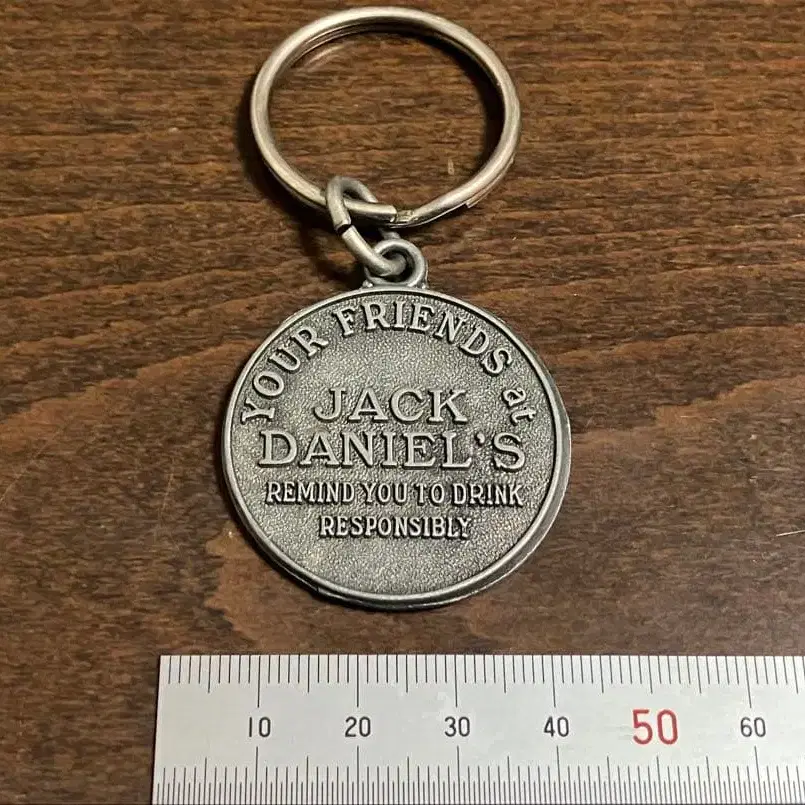 YOUR FRIENDS at
JACK
DANIEL'S
REMIND YOU TO DRINK
RESPONSIBLY
10 20 30 40 50 60